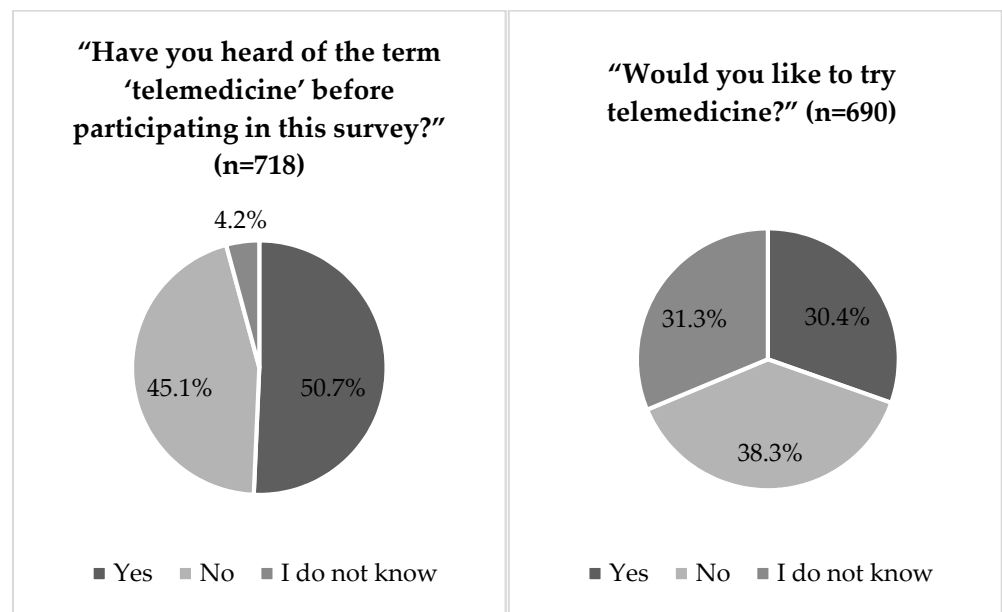 “Have you heard of the term
‘telemedicine’ before
participating in this survey?”
(n=718)
4.2%
45.1%
50.7%
Yes No I do not know
“Would you like to try
telemedicine?” (n=690)
31.3%
30.4%
38.3%
Yes No I do not know